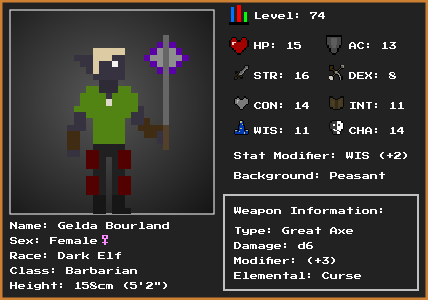 Level: 74
HP: 15 AC: 13
STR: 16 DEX: 8
CON: 14 INT: 11
WIS: 11 CHA: 14
Stat Modifier: WIS (+2)
Background: Peasant
Weapon Information:
Type: Great Axe
Damage: d6
Modifier: (+3)
Elemental: Curse
Name: Gelda Bourland
Sex: Female♀
Race: Dark Elf
Class: Barbarian
Height: 158cm (5'2")